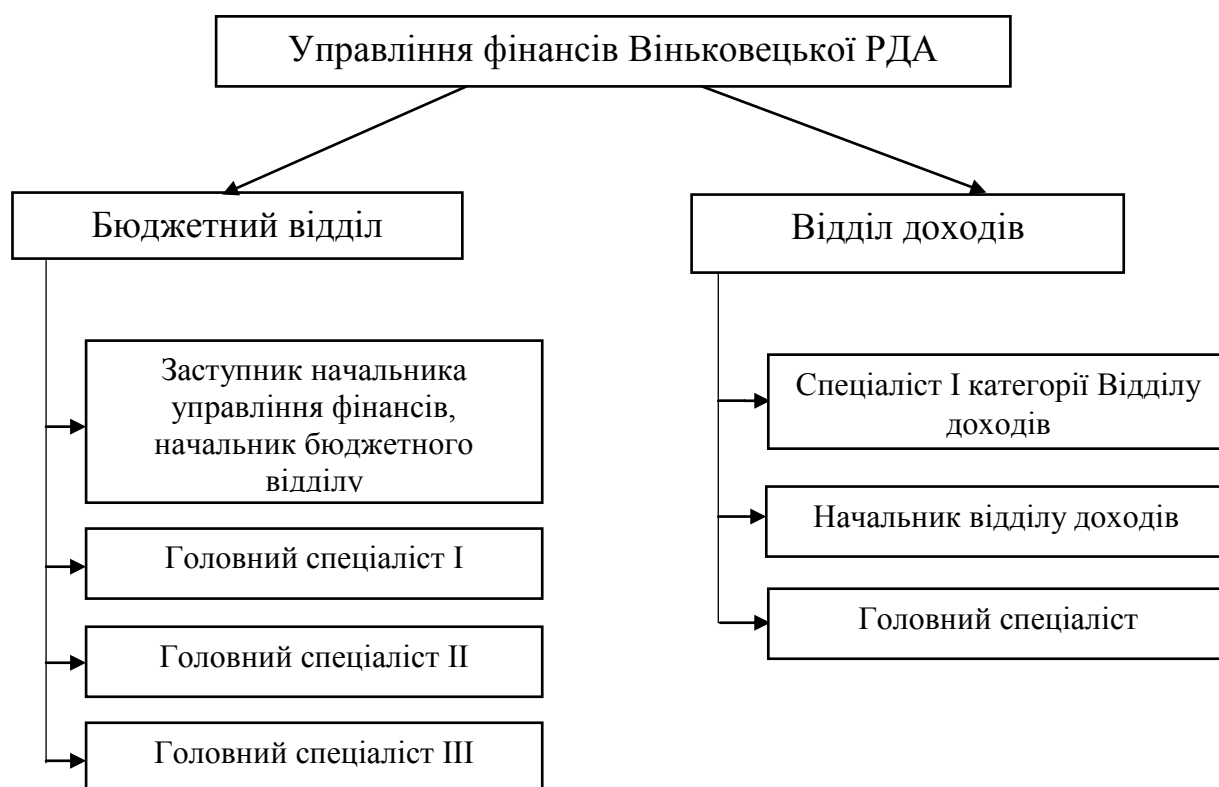 Управління фінансів Віньковецької РДА
Бюджетний відділ
Заступник начальника
управління фінансів,
начальник бюджетного
відділу
Головний спеціаліст І
Головний спеціаліст ІІ
Головний спеціаліст ІІІ
Відділ доходів
Спеціаліст І категорії Відділу
доходів
Начальник відділу доходів
Головний спеціаліст